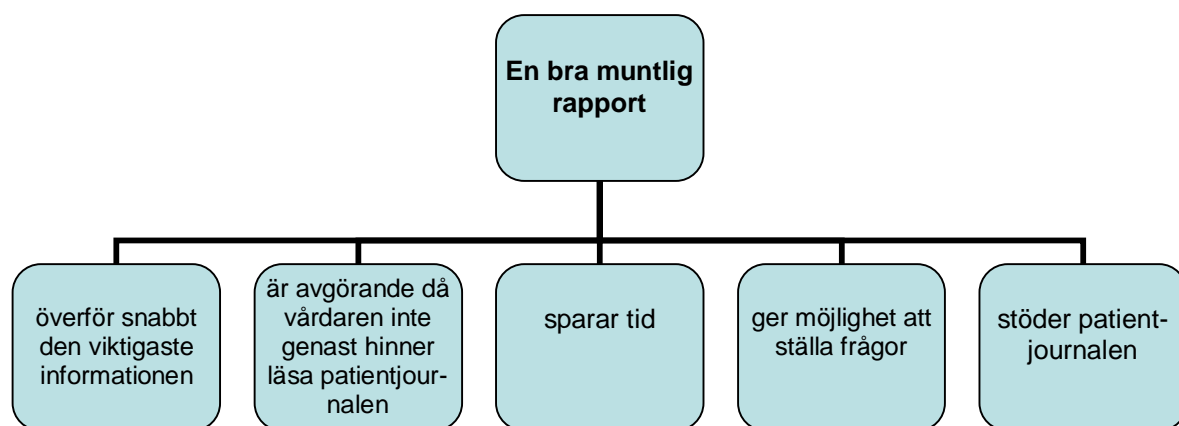 En bra muntlig
rapport
överför snabbt
den viktigaste
informationen
är avgörande då
vårdaren inte
genast hinner
läsa patientjour-
nalen
sparar tid
ger möjlighet att
ställa frågor
stöder patient-
journalen